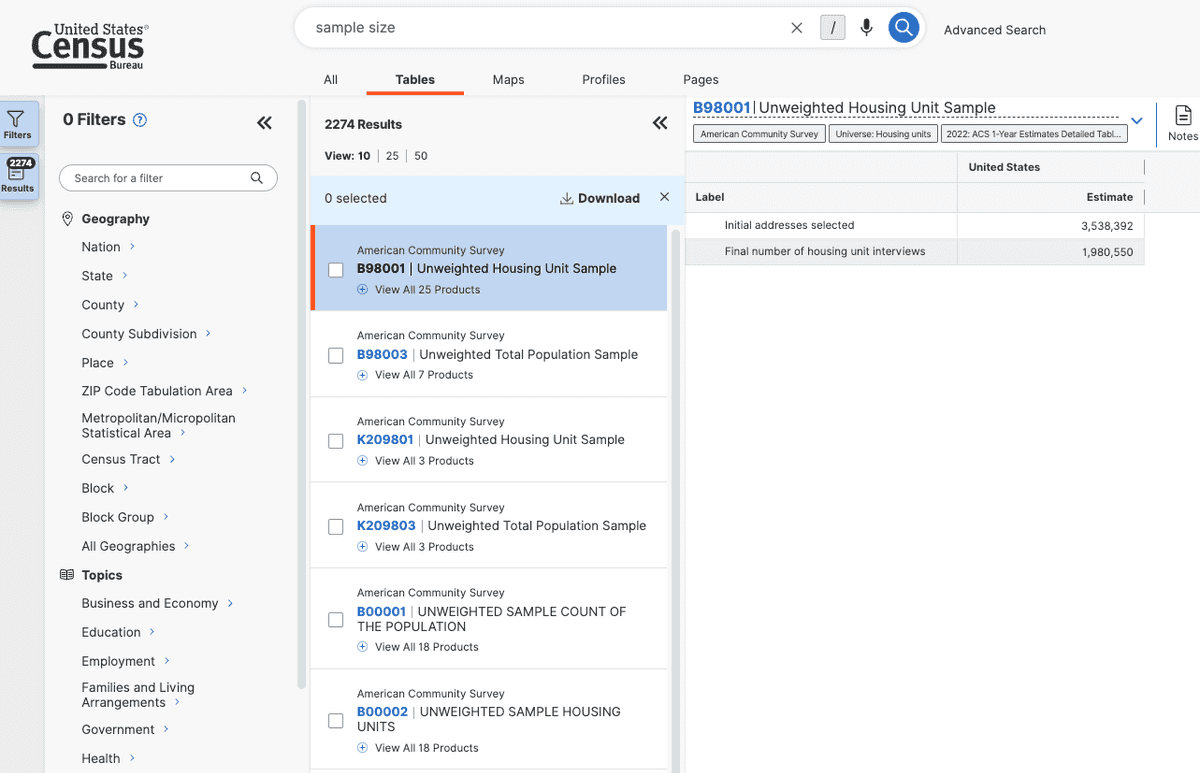 United States®
Census
Bureau
sample size
/
Advanced Search
All
Tables
Maps
Profiles
Pages
Filters
2274
Results
0 Filters
?
Search for a filter
Geography
Nation
State
County
County Subdivision
Place
ZIP Code Tabulation Area
Metropolitan/Micropolitan
Statistical Area
Census Tract
Block
Block Group
All Geographies
Topics
Business and Economy
Education
Employment
Families and Living
Arrangements
Government
Health
2274 Results
View: 10 | 25 | 50
0 selected
Download
American Community Survey
B98001 | Unweighted Housing Unit Sample
View All 25 Products
American Community Survey
B98003 | Unweighted Total Population Sample
View All 7 Products
American Community Survey
K209801 | Unweighted Housing Unit Sample
View All 3 Products
American Community Survey
K209803 | Unweighted Total Population Sample
View All 3 Products
American Community Survey
B00001 | UNWEIGHTED SAMPLE COUNT OF
THE POPULATION
View All 18 Products
American Community Survey
B00002 | UNWEIGHTED SAMPLE HOUSING
UNITS
View All 18 Products
B98001 | Unweighted Housing Unit Sample
American Community Survey
Universe: Housing units
2022: ACS 1-Year Estimates Detailed Tabl...
Notes
United States
Label Estimate
Initial addresses selected 3,538,392
Final number of housing unit interviews 1,980,550